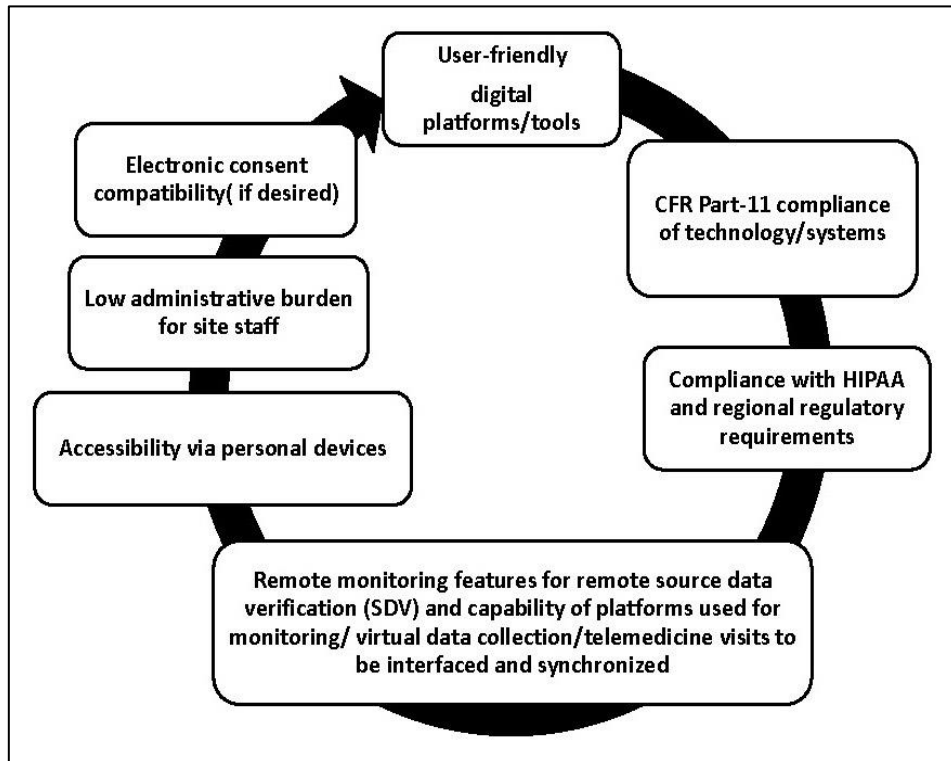 User-friendly
digital
platforms/tools
CFR Part-11 compliance
of technology/systems
Compliance with HIPAA
and regional regulatory
requirements
Remote monitoring features for remote source data
verification (SDV) and capability of platforms used for
monitoring/ virtual data collection/telemedicine visits to
be interfaced and synchronized
Accessibility via personal devices
Low administrative burden
for site staff
Electronic consent
compatibility( if desired)